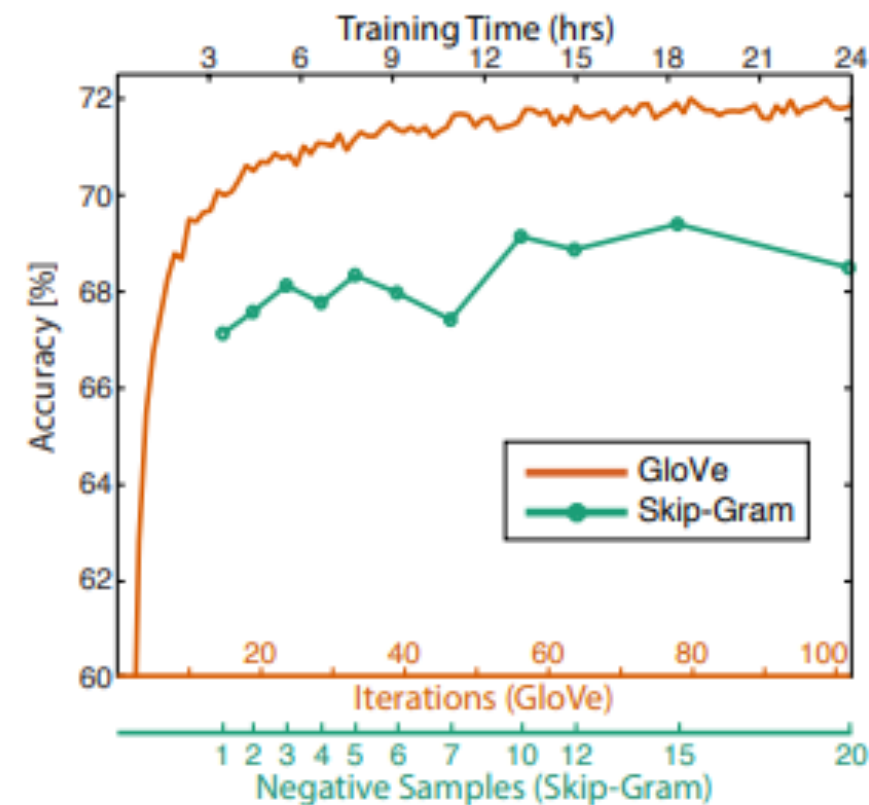 Training Time (hrs)
3 6 9 12 15 18 21 24
72
70
68
66
64
62
60
Accuracy [%]
GloVe
Skip-Gram
20 40 60 80 100
Iterations (GloVe)
1 2 3 4 5 6 7 10 12 15 20
Negative Samples (Skip-Gram)